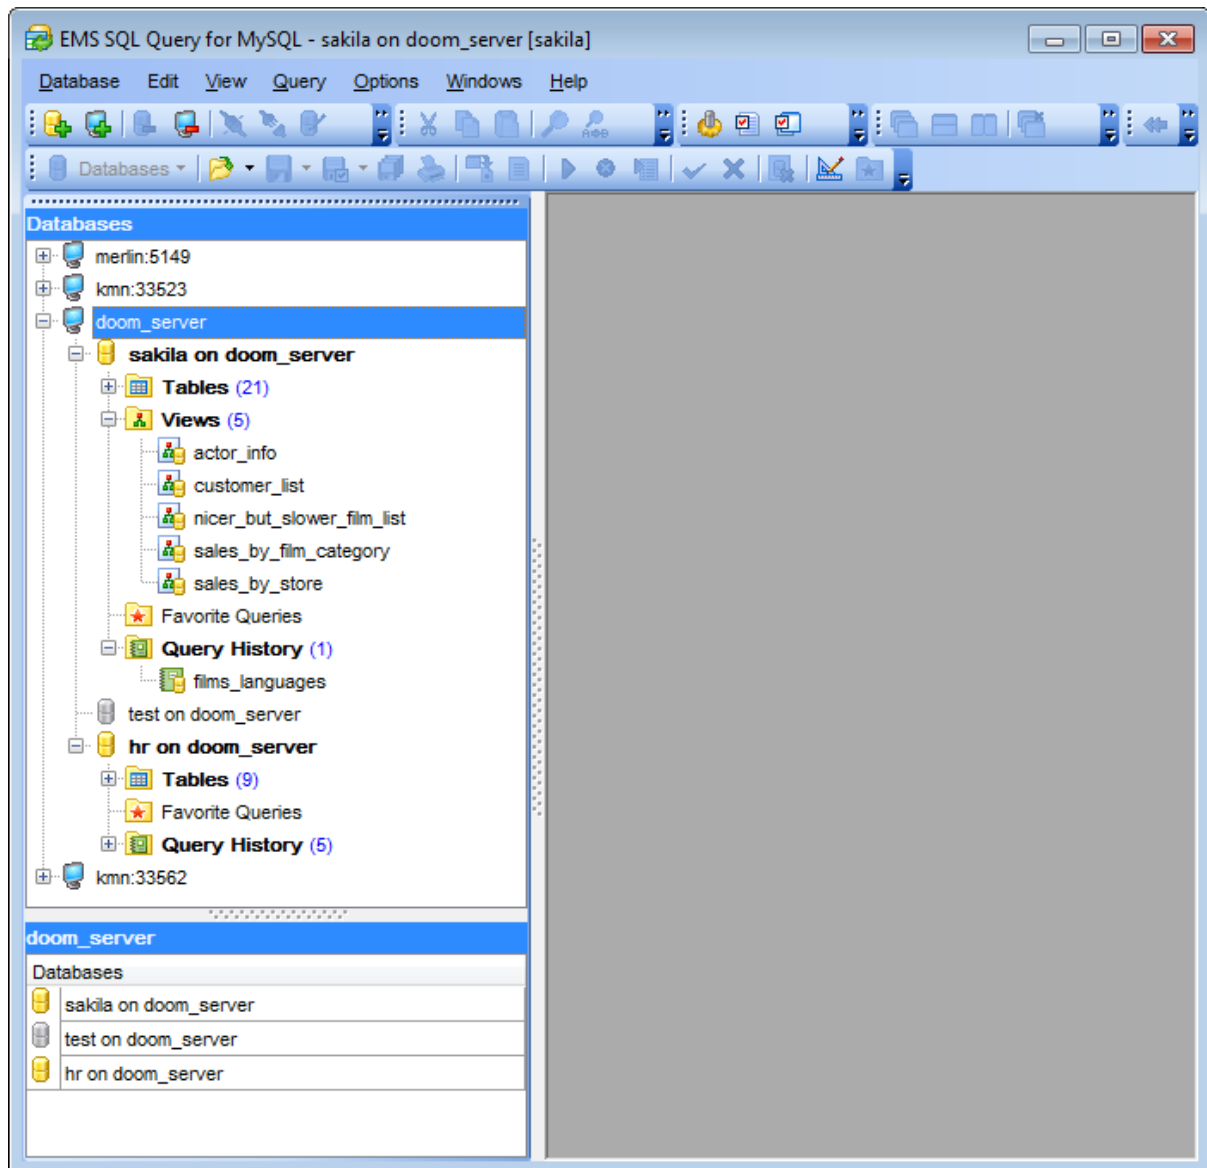 EMS SQL Query for MySQL - sakila on doom_server [sakila]
Database Edit View Query Options Windows Help
Databases
Databases
merlin:5149
kmn:33523
doom_server
sakila on doom_server
Tables (21)
Views (5)
actor_info
customer_list
nicer_but_slower_film_list
sales_by_film_category
sales_by_store
Favorite Queries
Query History (1)
films_languages
test on doom_server
hr on doom_server
Tables (9)
Favorite Queries
Query History (5)
kmn:33562
doom_server
Databases
sakila on doom_server
test on doom_server
hr on doom_server